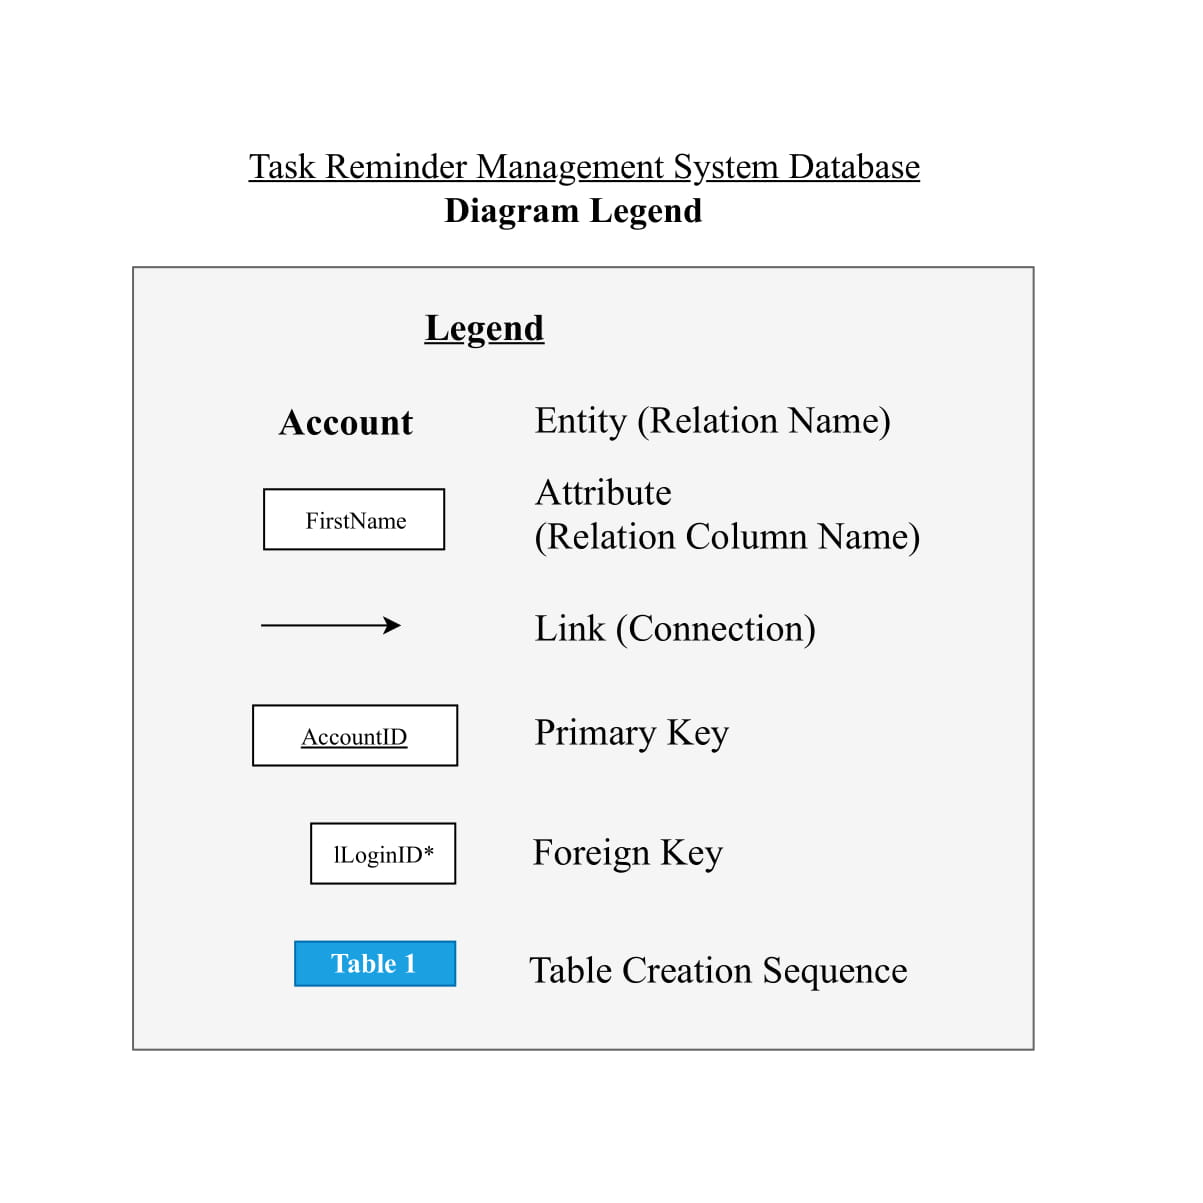 Task Reminder Management System Database
Diagram Legend
Legend
Account
Entity (Relation Name)
FirstName
Attribute
(Relation Column Name)
Link (Connection)
AccountID
Primary Key
lLoginID*
Foreign Key
Table 1
Table Creation Sequence